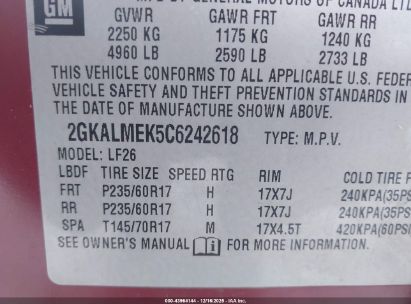 GM
BY GENERAL MOTORS OF CANADA LTD
GVWR GAWR FRT GAWR RR
2250 KG 1175 KG 1240 KG
4960 LB 2590 LB 2733 LB
THIS VEHICLE CONFORMS TO ALL APPLICABLE U.S. FEDER
VEHICLE SAFETY AND THEFT PREVENTION STANDARDS IN
THE DATE OF MANUFACTURE SHOWN ABOVE.
2GKALMEK5C6242618 TYPE: M.P.V.
MODEL: LF26
LBDF TIRE SIZE SPEED RTG RIM COLD TIRE
FRT P235/60R17 H 17X7J 240KPA(35PS
RR P235/60R17 H 17X7J 240KPA(35PS
SPA T145/70R17 M 17X4.5T 420KPA(60PSI
SEE OWNER'S MANUAL FOR MORE INFORMATION.